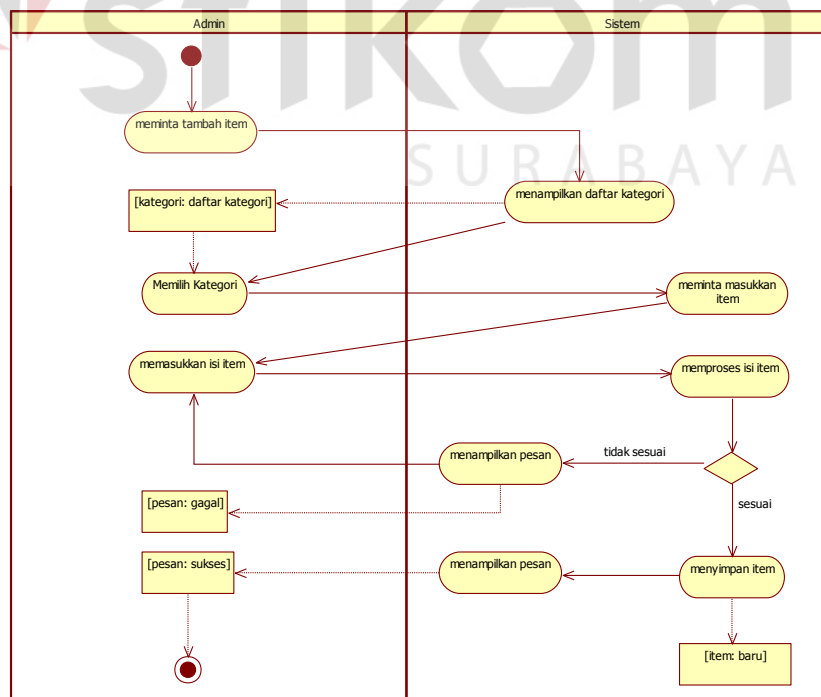 stikom
SURABAYA
Admin
Sistem
meminta tambah item
menampilkan daftar kategori
[kategori: daftar kategori]
Memilih Kategori
meminta masukkan
item
memasukkan isi item
memproses isi item
tidak sesuai
menampilkan pesan
[pesan: gagal]
sesuai
[pesan: sukses]
menampilkan pesan
menyimpan item
[item: baru]